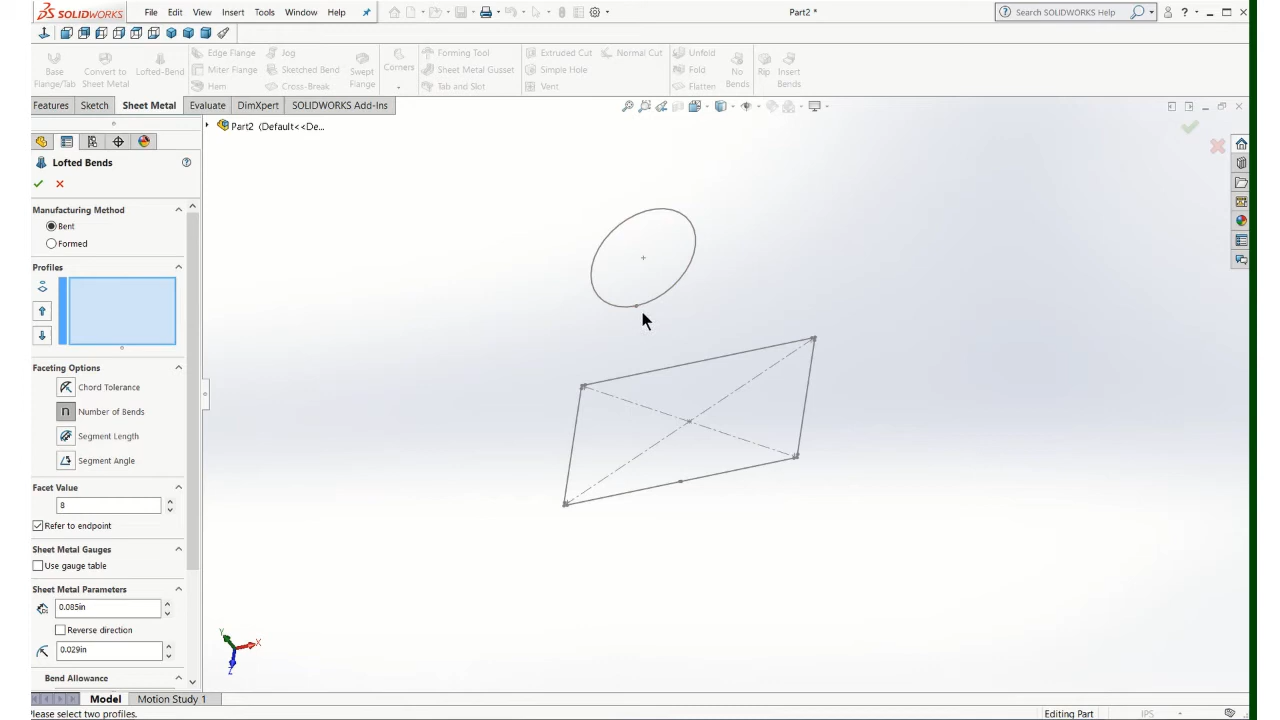 SOLIDWORKS File Edit View Insert Tools Window Help Part2 * Search SOLIDWORKS Help
Edge Flange Jog Forming Tool Extruded Cut Normal Cut Unfold
Base Flange/Tab Convert to Sheet Metal Lofted-Bend Miter Flange Sketched Bend Swept Flange Corners Sheet Metal Gusset Simple Hole Fold No Bends Rip Insert Bends
Hem Cross-Break Tab and Slot Vent Flatten
Features Sketch Sheet Metal Evaluate DimXpert SOLIDWORKS Add-Ins
Part2 (Default<<De...
Lofted Bends
Manufacturing Method
Bent
Formed
Profiles
Faceting Options
Chord Tolerance
Number of Bends
Segment Length
Segment Angle
Facet Value
8
Refer to endpoint
Sheet Metal Gauges
Use gauge table
Sheet Metal Parameters
0.085in
Reverse direction
0.029in
Bend Allowance
Y X Z
Model Motion Study 1
Please select two profiles. Editing Part IPS